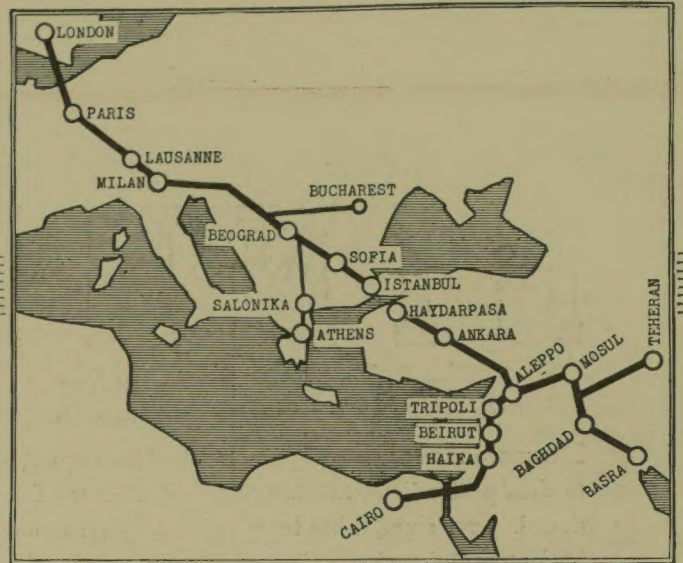 LONDON
PARIS
LAUSANNE
MILAN
BUCHAREST
BEOGRAD
SOFIA
ISTANBUL
SALONIKA
HAYDARPASA
ATHENS
ANKARA
TEHERAN
ALEPPO
MOSUL
TRIPOLI
BEIRUT
HAIFA
BAGHDAD
BASRA
CAIRO